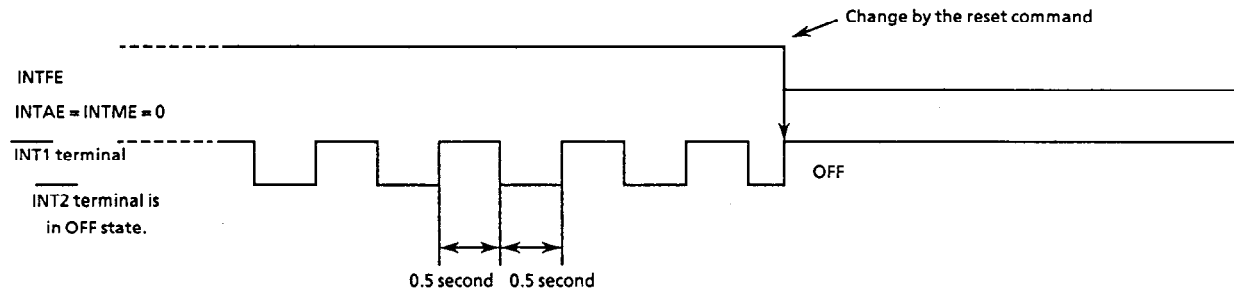 Change by the reset command
INTFE
INTAE = INTME = 0
INT1 terminal
OFF
INT2 terminal is
in OFF state.
0.5 second 0.5 second